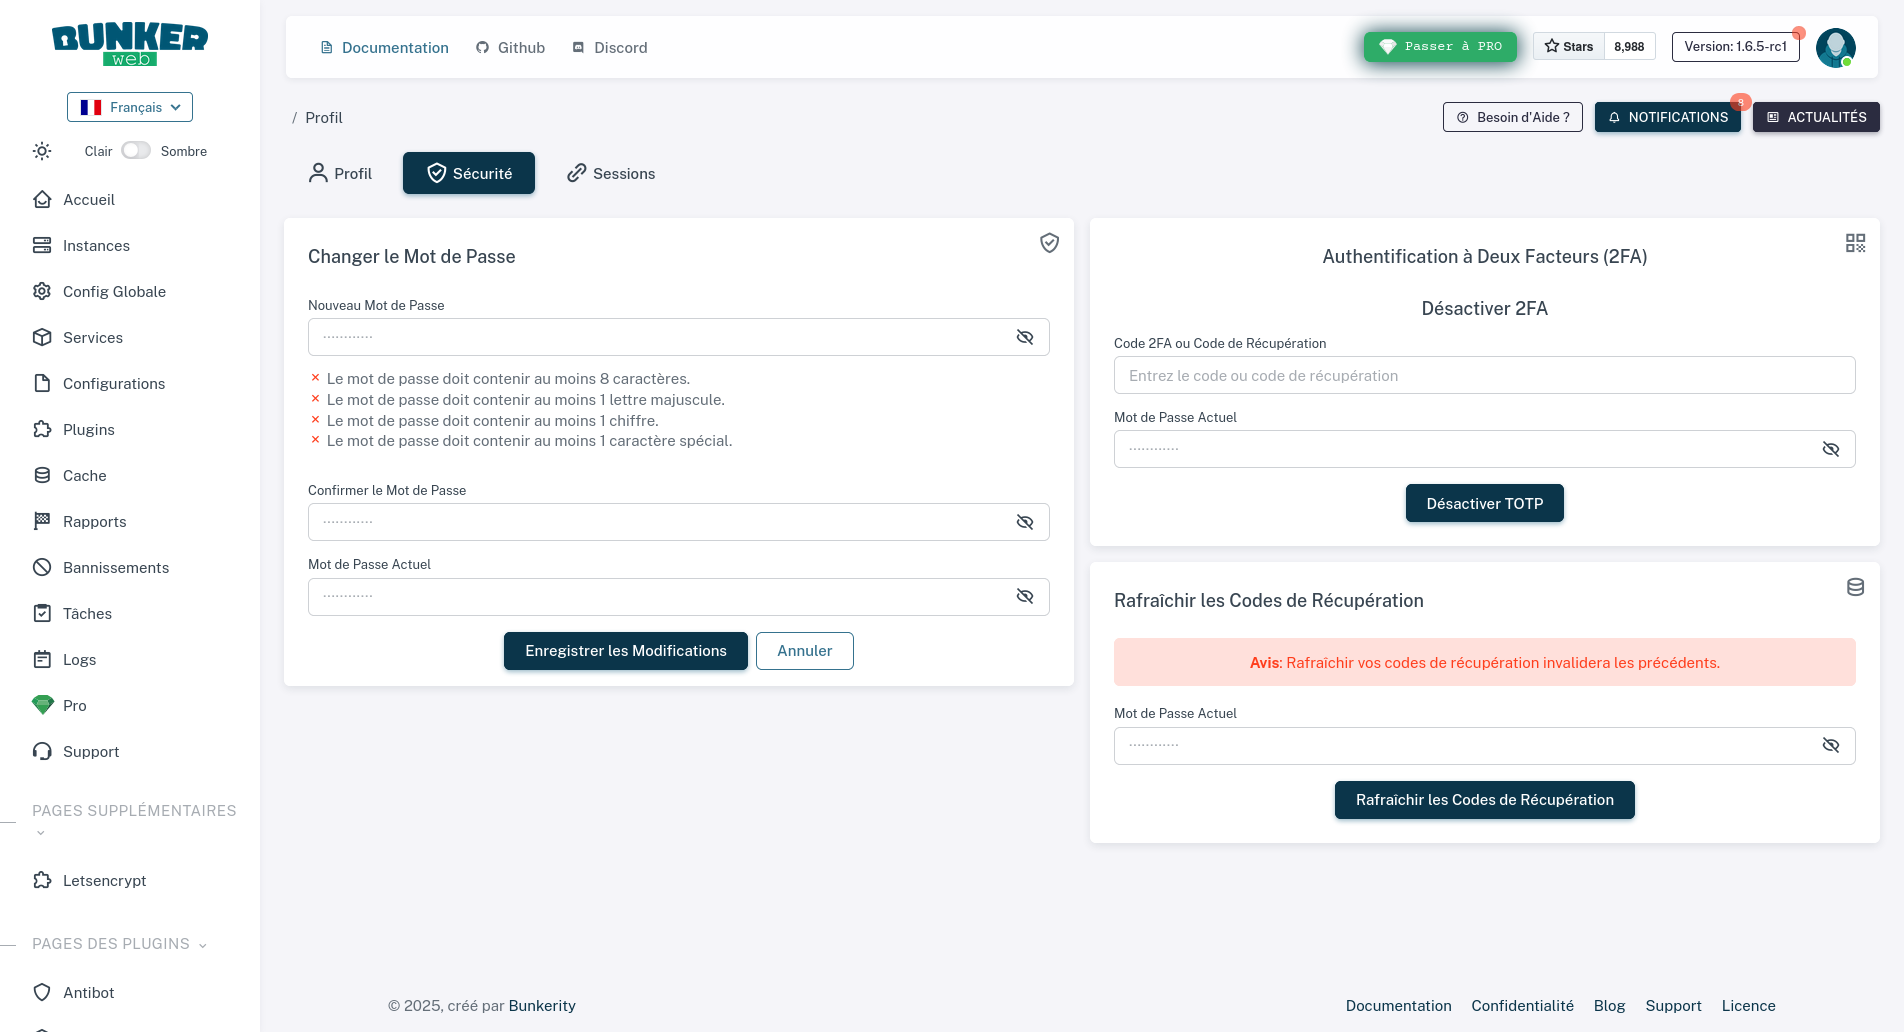 BUNKER
web
Français
Clair
Sombre
Accueil
Instances
Config Globale
Services
Configurations
Plugins
Cache
Rapports
Bannissements
Tâches
Logs
Pro
Support
PAGES SUPPLÉMENTAIRES
Letsencrypt
PAGES DES PLUGINS
Antibot
Documentation
Github
Discord
Passer à PRO
Stars
8,988
Version: 1.6.5-rc1
/ Profil
Besoin d'Aide ?
NOTIFICATIONS
8
ACTUALITÉS
Profil
Sécurité
Sessions
Changer le Mot de Passe
Nouveau Mot de Passe
············
× Le mot de passe doit contenir au moins 8 caractères.
× Le mot de passe doit contenir au moins 1 lettre majuscule.
× Le mot de passe doit contenir au moins 1 chiffre.
× Le mot de passe doit contenir au moins 1 caractère spécial.
Confirmer le Mot de Passe
············
Mot de Passe Actuel
············
Enregistrer les Modifications
Annuler
Authentification à Deux Facteurs (2FA)
Désactiver 2FA
Code 2FA ou Code de Récupération
Entrez le code ou code de récupération
Mot de Passe Actuel
············
Désactiver TOTP
Rafraîchir les Codes de Récupération
Avis: Rafraîchir vos codes de récupération invalidera les précédents.
Mot de Passe Actuel
············
Rafraîchir les Codes de Récupération
© 2025, créé par Bunkerity
Documentation
Confidentialité
Blog
Support
Licence